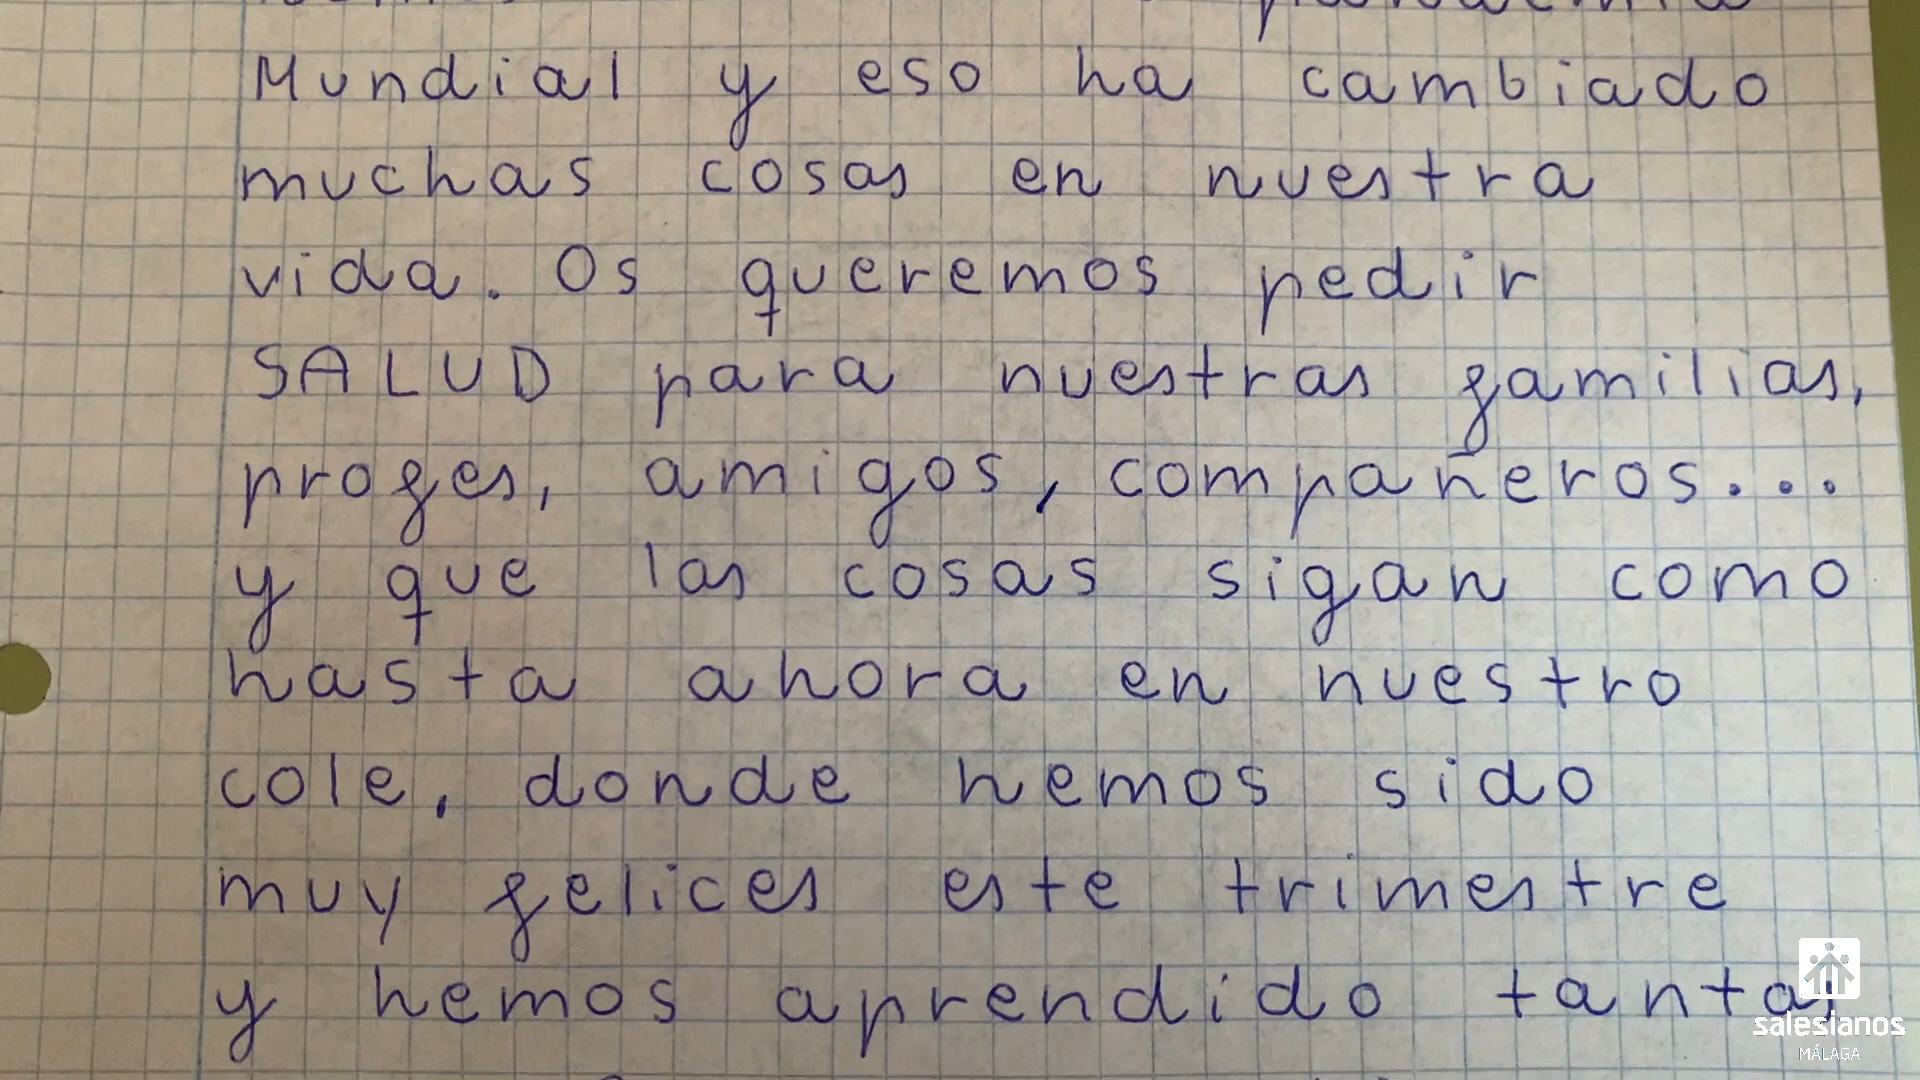 Mundial y eso ha cambiado
muchas cosas en nuestra
vida. Os queremos pedir
SALUD para nuestras familias,
profes, amigos, compañeros...
y que las cosas sigan como
hasta ahora en nuestro
cole, donde hemos sido
muy felices este trimestre
y hemos aprendido tantas
salesianos
MÁLAGA